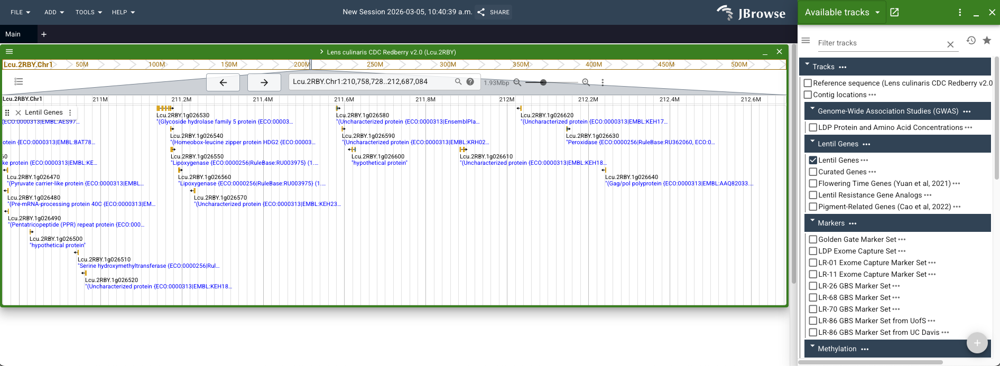 FILE ADD TOOLS HELP
New Session 2026-03-05, 10:40:39 a.m. SHARE
JBrowse
Main +
Lens culinaris CDC Redberry v2.0 (Lcu.2RBY)
Lcu.2RBY.Chr1 50M 100M 150M 200M 250M 300M 350M 400M 450M 500M
Lcu.2RBY.Chr1:210,758,728..212,687,084
1.93Mbp
Lcu.2RBY.Chr1 211M 211.2M 211.4M 211.6M 211.8M 212M 212.2M 212.4M 212.6M
Lentil Genes
{ECO:0000313|EMBL:AES97...
otein {ECO:0000313|EMBL:BAT78...
60
ke protein {ECO:0000313|EMBL:KE...
Lcu.2RBY.1g026470
"(Pyruvate carrier-like protein {ECO:0000313|EMBL...
Lcu.2RBY.1g026480
"(Pre-mRNA-processing protein 40C {ECO:0000313|EM...
Lcu.2RBY.1g026490
"(Pentatricopeptide (PPR) repeat protein {ECO:000...
Lcu.2RBY.1g026500
"hypothetical protein"
Lcu.2RBY.1g026510
"Serine hydroxymethyltransferase {ECO:0000256|Rul...
Lcu.2RBY.1g026520
"(Uncharacterized protein {ECO:0000313|EMBL:KEH18...
Lcu.2RBY.1g026530
"(Glycoside hydrolase family 5 protein {ECO:00003...
Lcu.2RBY.1g026540
"(Homeobox-leucine zipper protein HDG2 {ECO:00003...
Lcu.2RBY.1g026550
"Lipoxygenase {ECO:0000256|RuleBase:RU003975} (1....
Lcu.2RBY.1g026560
"Lipoxygenase {ECO:0000256|RuleBase:RU003975} (1....
Lcu.2RBY.1g026570
"(Uncharacterized protein {ECO:0000313|EMBL:KEH23...
Lcu.2RBY.1g026580
"(Uncharacterized protein {ECO:0000313|EnsemblPla...
Lcu.2RBY.1g026590
"(Uncharacterized protein {ECO:0000313|EMBL:KRH02...
Lcu.2RBY.1g026600
"hypothetical protein"
Lcu.2RBY.1g026610
"(Uncharacterized protein {ECO:0000313|EMBL:KEH18...
Lcu.2RBY.1g026620
"(Uncharacterized protein {ECO:0000313|EMBL:KEH17...
Lcu.2RBY.1g026630
"Peroxidase {ECO:0000256|RuleBase:RU362060, ECO:0...
Lcu.2RBY.1g026640
"(Gag/pol polyprotein {ECO:0000313|EMBL:AAQ82033....
Available tracks
Filter tracks
Tracks
Reference sequence (Lens culinaris CDC Redberry v2.0
Contig locations
Genome-Wide Association Studies (GWAS)
LDP Protein and Amino Acid Concentrations
Lentil Genes
Lentil Genes
Curated Genes
Flowering Time Genes (Yuan et al, 2021)
Lentil Resistance Gene Analogs
Pigment-Related Genes (Cao et al, 2022)
Markers
Golden Gate Marker Set
LDP Exome Capture Set
LR-01 Exome Capture Marker Set
LR-11 Exome Capture Marker Set
LR-26 GBS Marker Set
LR-68 GBS Marker Set
LR-70 GBS Marker Set
LR-86 GBS Marker Set from UofS
LR-86 GBS Marker Set from UC Davis
Methylation